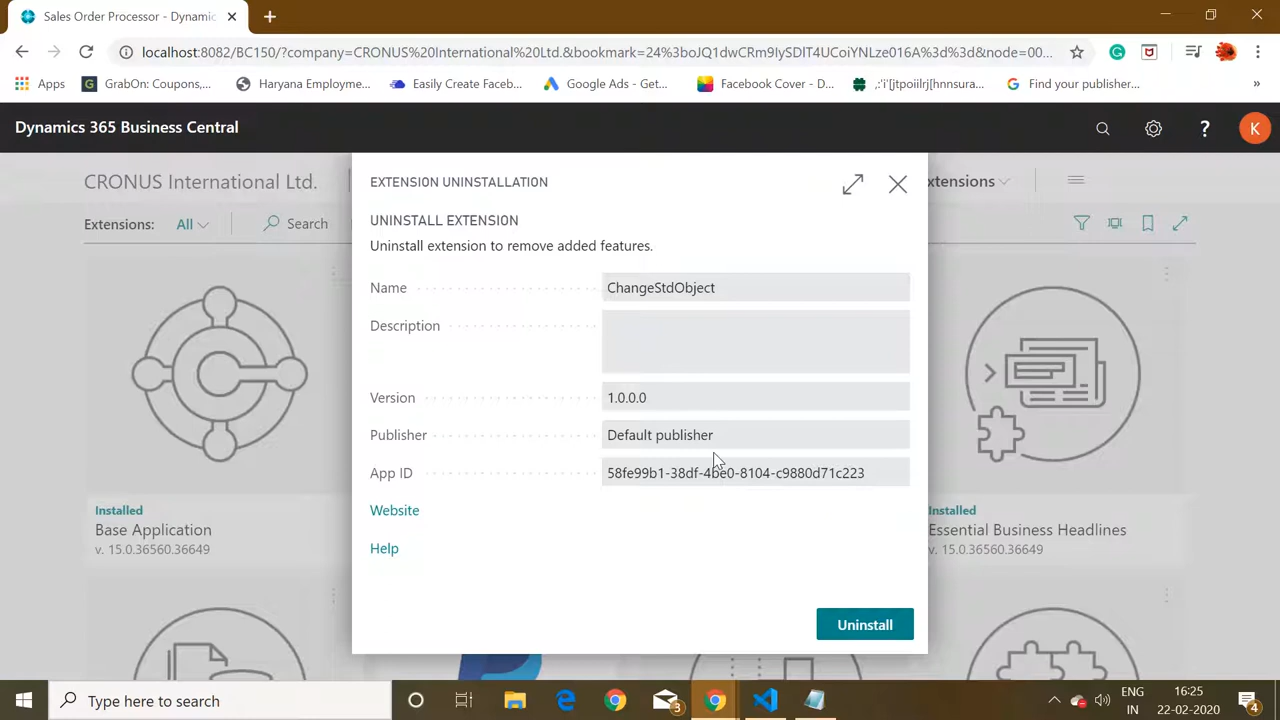 Sales Order Processor - Dynamic
localhost:8082/BC150/?company=CRONUS%20International%20Ltd.&bookmark=24%3boJQ1dwCRm9IySDIT4UCoiYNLze016A%3d%3d&node=00...
Apps
GrabOn: Coupons,...
Haryana Employme...
Easily Create Faceb...
Google Ads - Get...
Facebook Cover - D...
,:'i'[jtpoiilrj[hnnsura...
Find your publisher...
»
Dynamics 365 Business Central
?
K
CRONUS International Ltd.
xtensions
Extensions: All
Search
EXTENSION UNINSTALLATION
UNINSTALL EXTENSION
Uninstall extension to remove added features.
Name ChangeStdObject
Description
Version 1.0.0.0
Publisher Default publisher
App ID 58fe99b1-38df-4be0-8104-c9880d71c223
Website
Help
Uninstall
Installed
Base Application
v. 15.0.36560.36649
Installed
Essential Business Headlines
v. 15.0.36560.36649
Type here to search
3
ENG
IN
16:25
22-02-2020
4